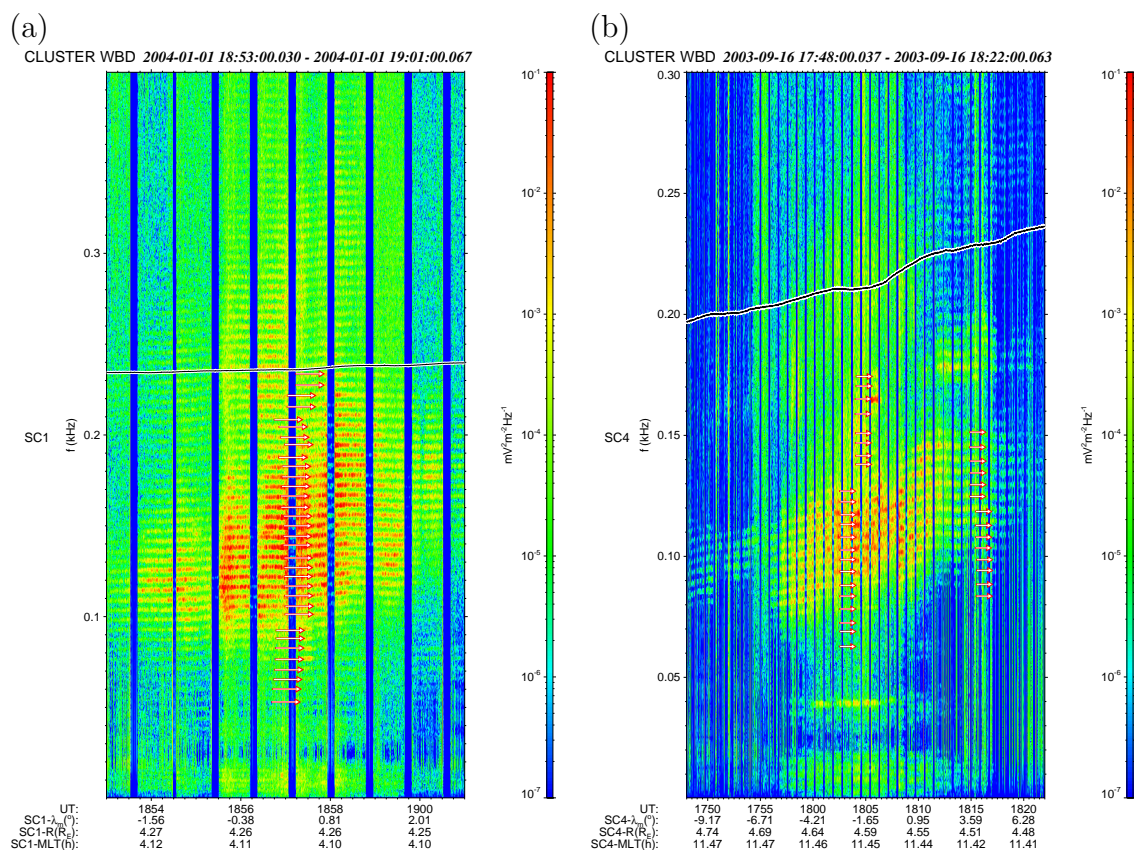 (a)
CLUSTER WBD 2004-01-01 18:53:00.030 - 2004-01-01 19:01:00.067
SC1
f (kHz)
0.3
0.2
0.1
10-1
10-2
10-3
10-4
10-5
10-6
10-7
mV2m-2Hz-1
UT: 1854 1856 1858 1900
SC1-λm(o) -1.56 -0.38 0.81 2.01
SC1-R(RE) 4.27 4.26 4.26 4.25
SC1-MLT(h) 4.12 4.11 4.10 4.10
(b)
CLUSTER WBD 2003-09-16 17:48:00.037 - 2003-09-16 18:22:00.063
SC4
f (kHz)
0.30
0.25
0.20
0.15
0.10
0.05
10-1
10-2
10-3
10-4
10-5
10-6
10-7
mV2m-2Hz-1
UT: 1750 1755 1800 1805 1810 1815 1820
SC4-λm(o) -9.17 -6.71 -4.21 -1.65 0.95 3.59 6.28
SC4-R(RE) 4.74 4.69 4.64 4.59 4.55 4.51 4.48
SC4-MLT(h) 11.47 11.47 11.46 11.45 11.44 11.42 11.41